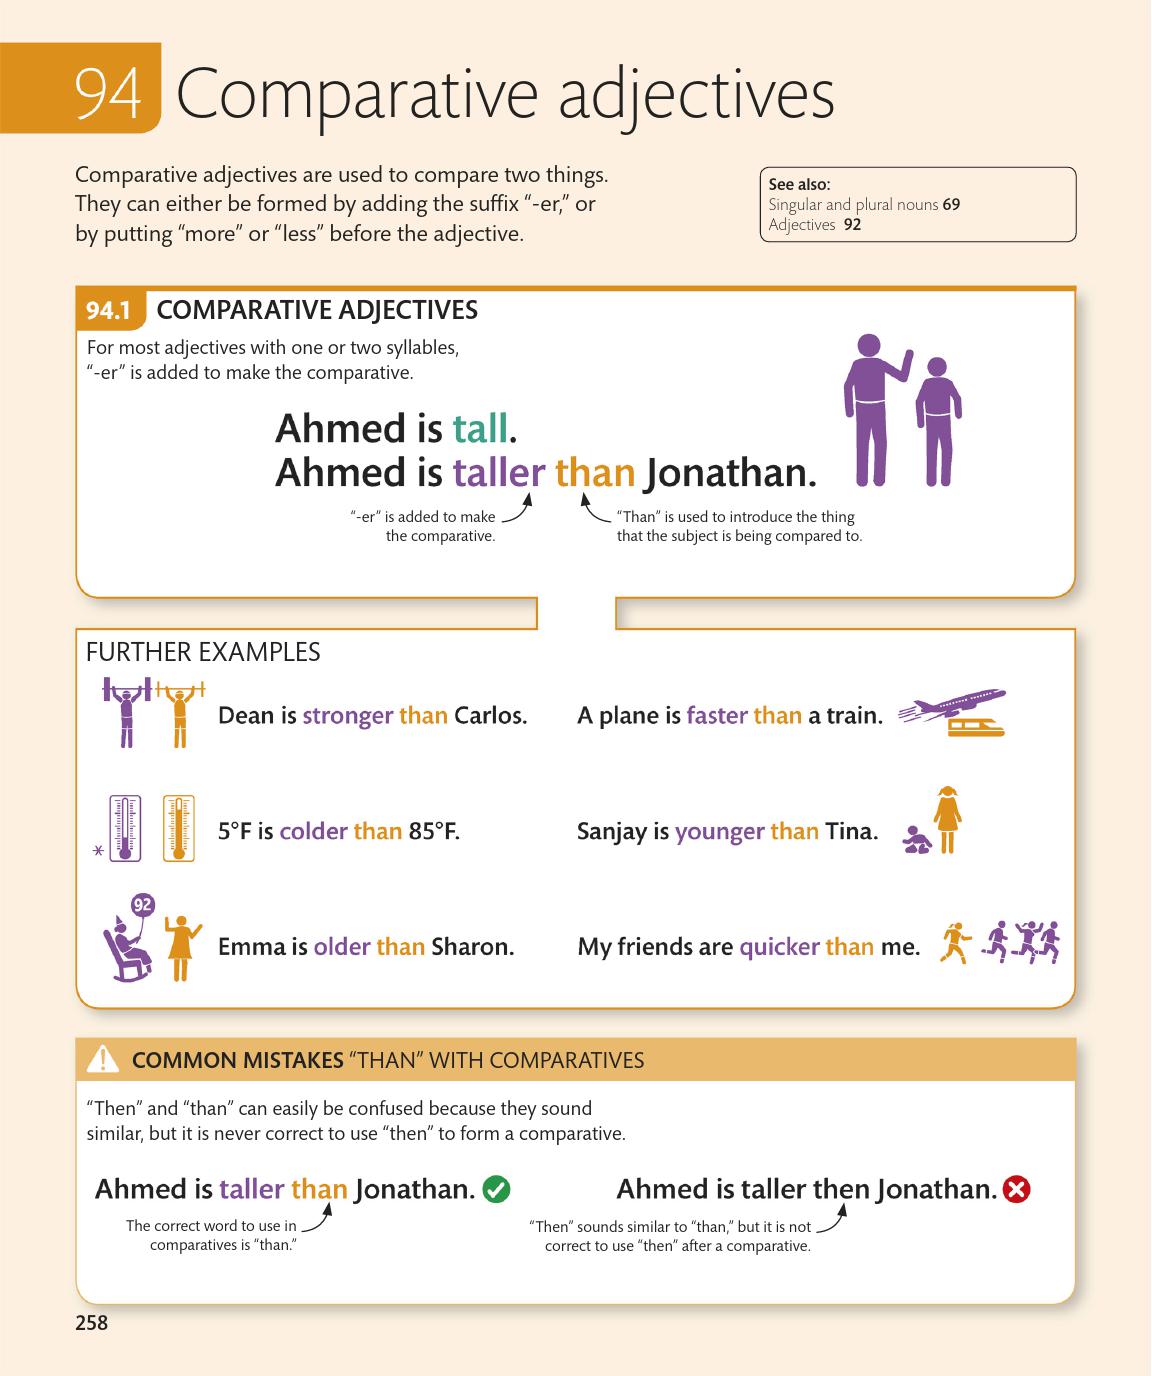 94 Comparative adjectives
Comparative adjectives are used to compare two things.
They can either be formed by adding the suffix “-er,” or
by putting “more” or “less” before the adjective.
See also:
Singular and plural nouns 69
Adjectives 92
94.1 COMPARATIVE ADJECTIVES
For most adjectives with one or two syllables,
“-er” is added to make the comparative.
Ahmed is tall.
Ahmed is taller than Jonathan.
“-er” is added to make
the comparative.
“Than” is used to introduce the thing
that the subject is being compared to.
FURTHER EXAMPLES
Dean is stronger than Carlos.
A plane is faster than a train.
5°F is colder than 85°F.
Sanjay is younger than Tina.
92
Emma is older than Sharon.
My friends are quicker than me.
COMMON MISTAKES “THAN” WITH COMPARATIVES
“Then” and “than” can easily be confused because they sound
similar, but it is never correct to use “then” to form a comparative.
Ahmed is taller than Jonathan.
The correct word to use in
comparatives is “than.”
Ahmed is taller then Jonathan.
“Then” sounds similar to “than,” but it is not
correct to use “then” after a comparative.
258